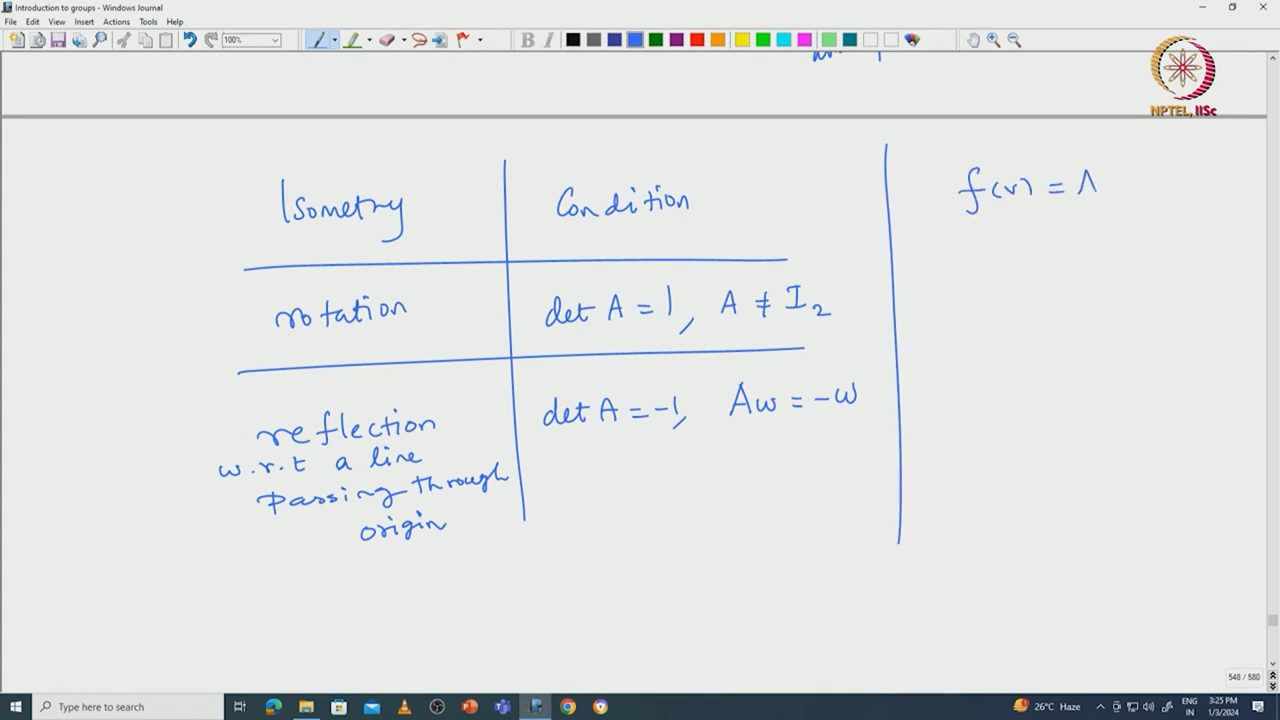 Introduction to groups - Windows Journal
File Edit View Insert Actions Tools Help
100%
NPTEL, IISc
Isometry Condition f(v) = A
rotation det A = 1, A ≠ I₂
reflection det A = -1, Aw = -w
w.r.t a line
passing through
origin
548 / 580
Type here to search
26°C Haze
ENG
IN
3:25 PM
1/3/2024